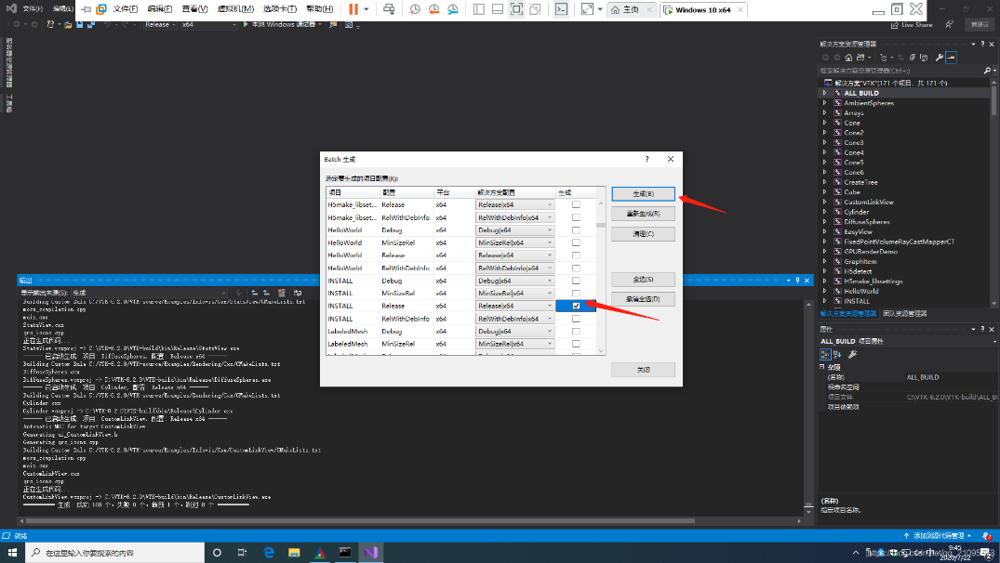 文件(F) 编辑(E) 文件(F) 编辑(E) 查看(V) 虚拟机(M) 选项卡(T) 帮助(H)
主页 Windows 10 x64
Release x64 本地 Windows 调试器
Live Share 管理员
解决方案资源管理器
搜索解决方案资源管理器(Ctrl+;)
解决方案"VTK"(171 个项目，共 171 个)
ALL_BUILD
AmbientSpheres
Arrays
Cone
Cone2
Cone3
Cone4
Cone5
Cone6
CreateTree
Cube
CustomLinkView
Cylinder
DiffuseSpheres
EasyView
FixedPointVolumeRayCastMapperCT
GPURenderDemo
GraphItem
H5detect
H5make_libsettings
HelloWorld
INSTALL
解决方案资源管理器 团队资源管理器
属性
ALL_BUILD 项目属性
杂项
(名称) ALL_BUILD
根命名空间
项目文件 C:\VTK-8.2.0\VTK-build\ALL_BU
项目依赖项
(名称)
指定项目名称。
Batch 生成
选定要生成的项目配置(K):
项目 配置 平台 解决方案配置 生成
H5make_libset... Release x64 Release|x64
H5make_libset... RelWithDebInfo x64 RelWithDebInfo|x64
HelloWorld Debug x64 Debug|x64
HelloWorld MinSizeRel x64 MinSizeRel|x64
HelloWorld Release x64 Release|x64
HelloWorld RelWithDebInfo x64 RelWithDebInfo|x64
INSTALL Debug x64 Debug|x64
INSTALL MinSizeRel x64 MinSizeRel|x64
INSTALL Release x64 Release|x64
INSTALL RelWithDebInfo x64 RelWithDebInfo|x64
LabeledMesh Debug x64 Debug|x64
LabeledMesh MinSizeRel x64 MinSizeRel|x64
生成(B)
重新生成(R)
清理(C)
全选(S)
撤消全选(D)
关闭
输出
显示输出来源(S): 生成
Building Custom Rule C:/VTK-8.2.0/VTK-source/Examples/Infovis/Cxx/StatsView/CMakeLists.txt
mocs_compilation.cpp
main.cxx
StatsView.cxx
qrc_icons.cpp
正在生成代码...
StatsView.vcxproj -> C:\VTK-8.2.0\VTK-build\bin\Release\StatsView.exe
------ 已启动生成: 项目: DiffuseSpheres, 配置: Release x64 ------
Building Custom Rule C:/VTK-8.2.0/VTK-source/Examples/Rendering/Cxx/CMakeLists.txt
DiffuseSpheres.cxx
DiffuseSpheres.vcxproj -> C:\VTK-8.2.0\VTK-build\bin\Release\DiffuseSpheres.exe
------ 已启动生成: 项目: Cylinder, 配置: Release x64 ------
Building Custom Rule C:/VTK-8.2.0/VTK-source/Examples/Rendering/Cxx/CMakeLists.txt
Cylinder.cxx
Cylinder.vcxproj -> C:\VTK-8.2.0\VTK-build\bin\Release\Cylinder.exe
------ 已启动生成: 项目: CustomLinkView, 配置: Release x64 ------
Automatic MOC for target CustomLinkView
Generating ui_CustomLinkView.h
Generating qrc_icons.cpp
Building Custom Rule C:/VTK-8.2.0/VTK-source/Examples/Infovis/Cxx/CustomLinkView/CMakeLists.txt
mocs_compilation.cpp
main.cxx
CustomLinkView.cxx
qrc_icons.cpp
正在生成代码...
CustomLinkView.vcxproj -> C:\VTK-8.2.0\VTK-build\bin\Release\CustomLinkView.exe
========== 生成: 成功 160 个，失败 0 个，最新 1 个，跳过 0 个 ==========
就绪 添加到源代码管理
在这里输入你要搜索的内容
9:45
2020/7/22